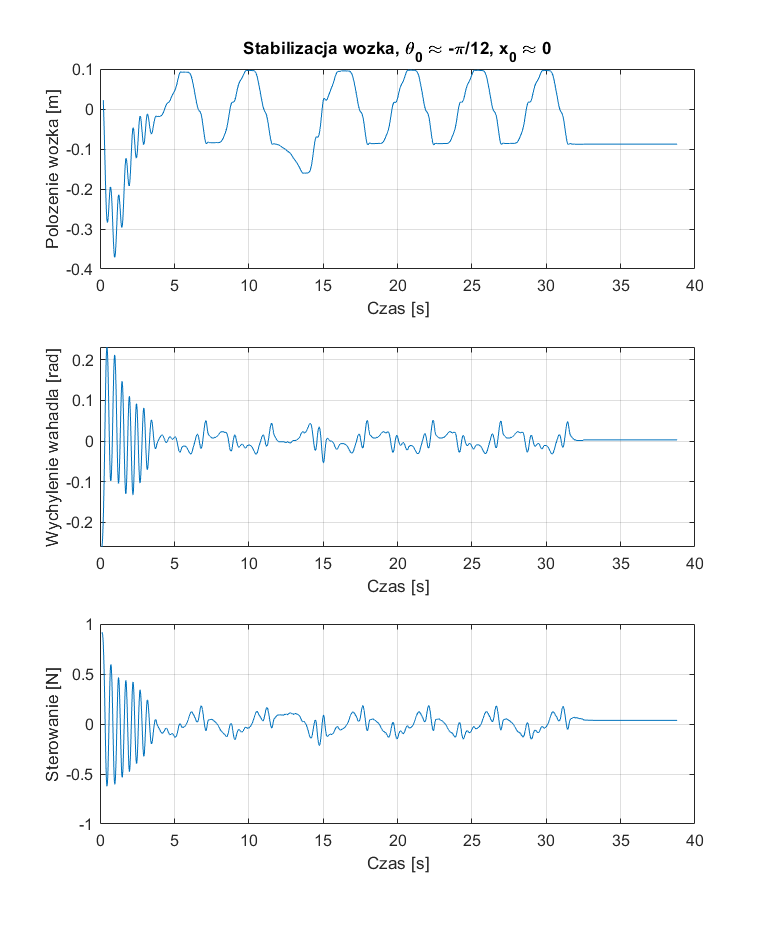 Stabilizacja wozka, θ₀ ≈ -π/12, x₀ ≈ 0
Polozenie wozka [m]
0.1
0
-0.1
-0.2
-0.3
-0.4
0 5 10 15 20 25 30 35 40
Czas [s]
Wychylenie wahadla [rad]
0.2
0.1
0
-0.1
-0.2
0 5 10 15 20 25 30 35 40
Czas [s]
Sterowanie [N]
1
0.5
0
-0.5
-1
0 5 10 15 20 25 30 35 40
Czas [s]